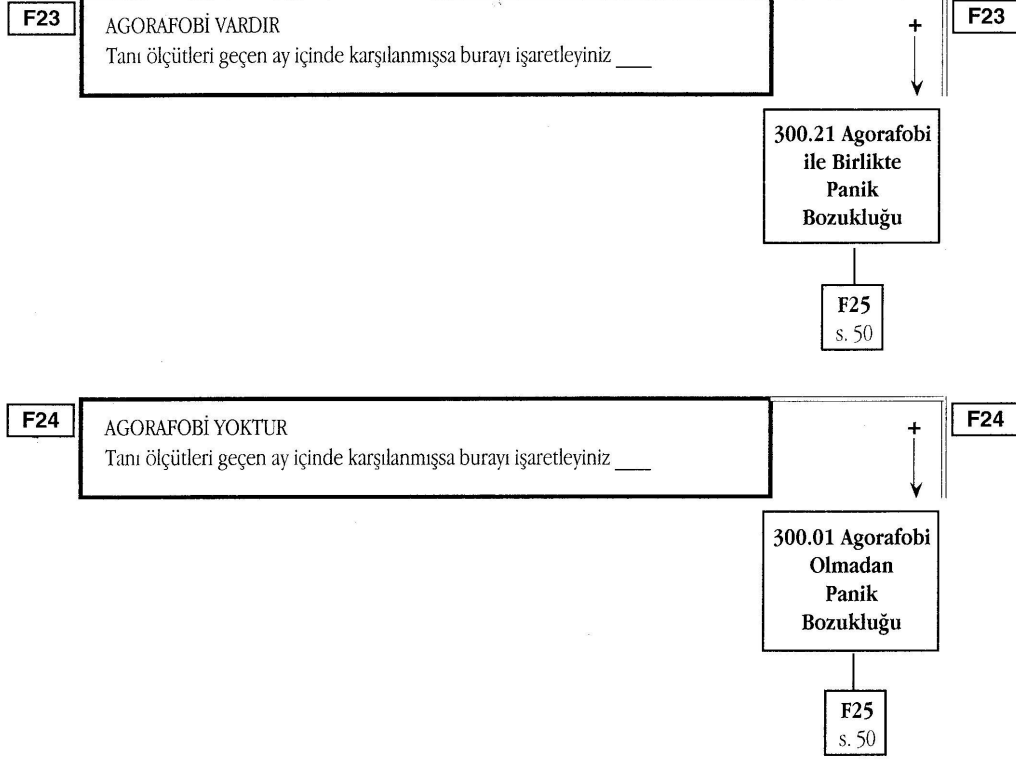 F23
AGORAFOBİ VARDIR
Tanı ölçütleri geçen ay içinde karşılanmışsa burayı işaretleyiniz ____
+
F23
300.21 Agorafobi
ile Birlikte
Panik
Bozukluğu
F25
s. 50
F24
AGORAFOBİ YOKTUR
Tanı ölçütleri geçen ay içinde karşılanmışsa burayı işaretleyiniz ____
+
F24
300.01 Agorafobi
Olmadan
Panik
Bozukluğu
F25
s. 50